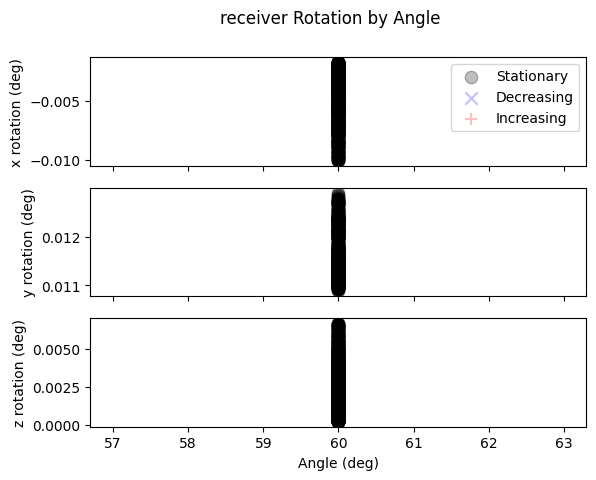 receiver Rotation by Angle
x rotation (deg)
−0.005
−0.010
Stationary
Decreasing
Increasing
y rotation (deg)
0.012
0.011
z rotation (deg)
0.0050
0.0025
0.0000
57 58 59 60 61 62 63
Angle (deg)